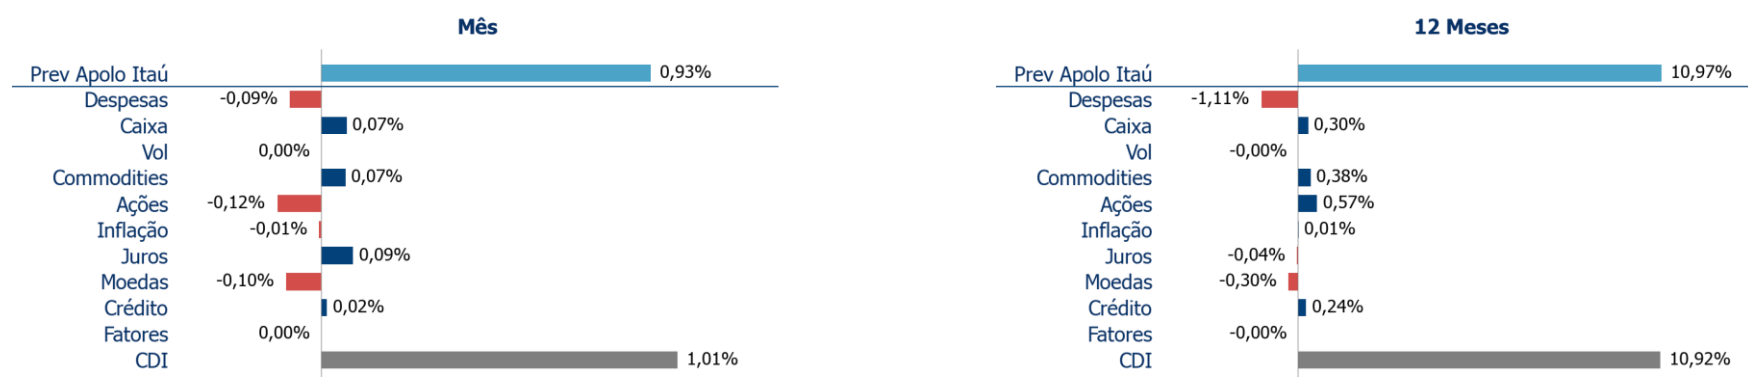 Mês
Prev Apolo Itaú 0,93%
Despesas -0,09%
Caixa 0,07%
Vol 0,00%
Commodities 0,07%
Ações -0,12%
Inflação -0,01%
Juros 0,09%
Moedas -0,10%
Crédito 0,02%
Fatores 0,00%
CDI 1,01%
12 Meses
Prev Apolo Itaú 10,97%
Despesas -1,11%
Caixa 0,30%
Vol -0,00%
Commodities 0,38%
Ações 0,57%
Inflação 0,01%
Juros -0,04%
Moedas -0,30%
Crédito 0,24%
Fatores -0,00%
CDI 10,92%